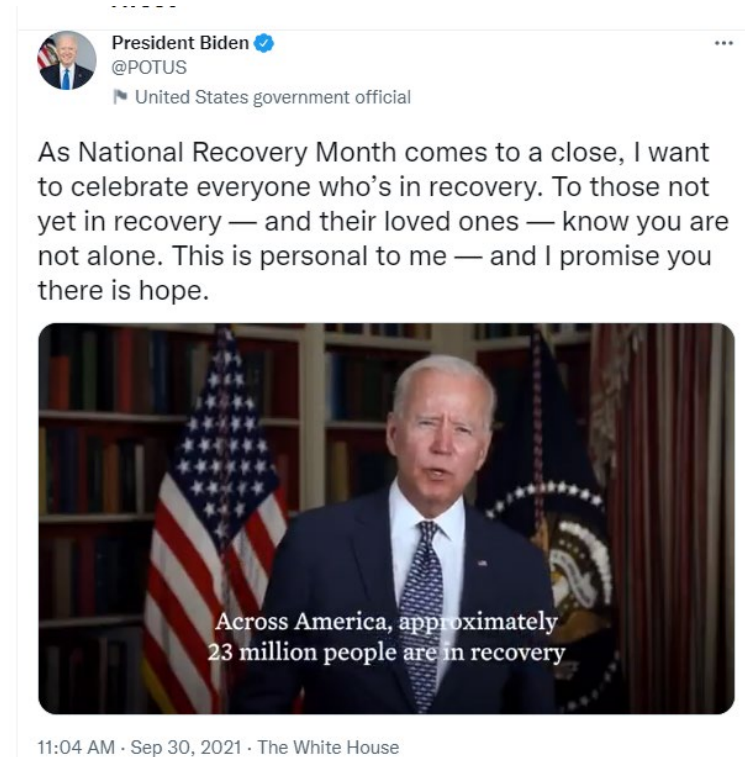 President Biden
@POTUS
United States government official
As National Recovery Month comes to a close, I want
to celebrate everyone who’s in recovery. To those not
yet in recovery — and their loved ones — know you are
not alone. This is personal to me — and I promise you
there is hope.
Across America, approximately
23 million people are in recovery
11:04 AM · Sep 30, 2021 · The White House